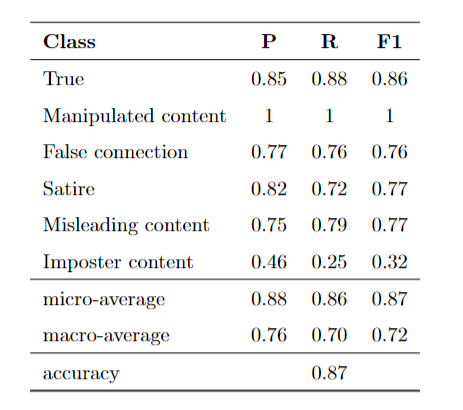 Class P R F1
True 0.85 0.88 0.86
Manipulated content 1 1 1
False connection 0.77 0.76 0.76
Satire 0.82 0.72 0.77
Misleading content 0.75 0.79 0.77
Imposter content 0.46 0.25 0.32
micro-average 0.88 0.86 0.87
macro-average 0.76 0.70 0.72
accuracy 0.87